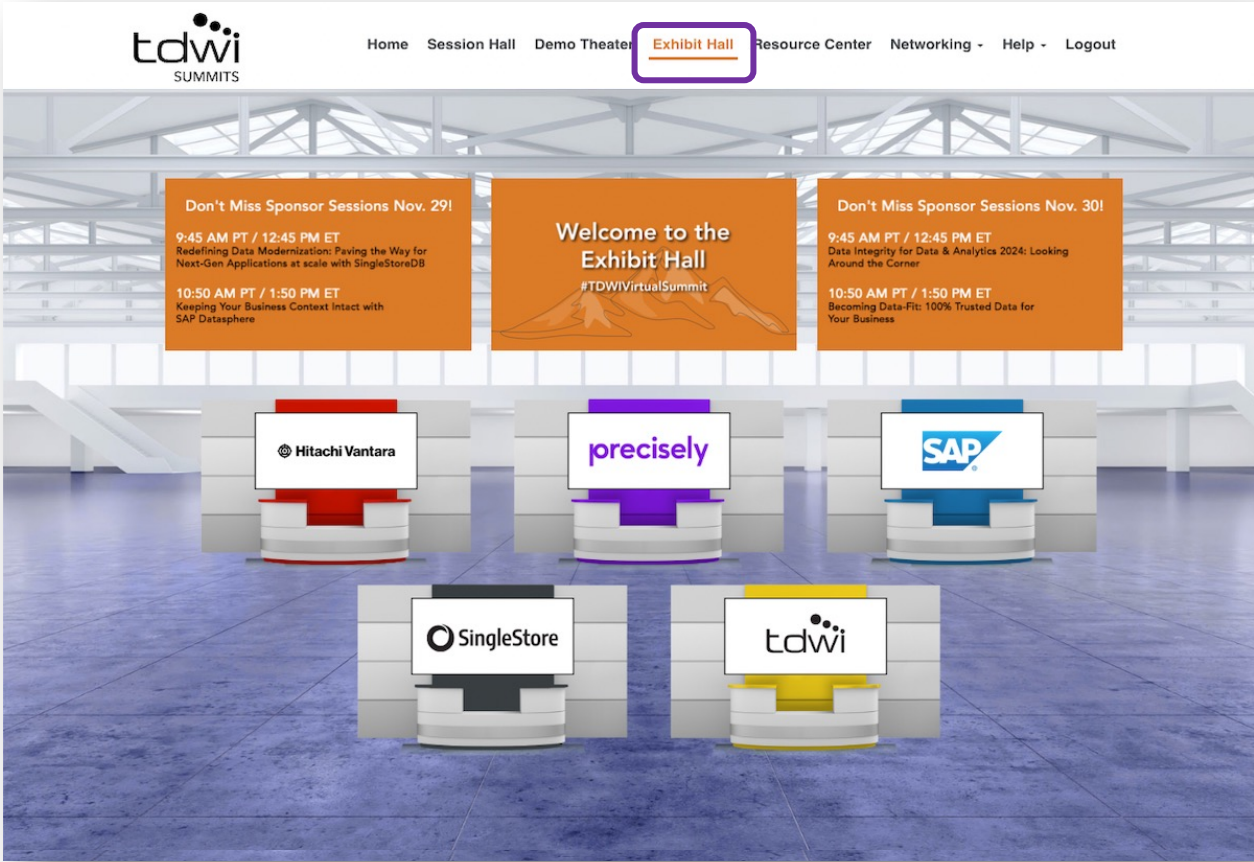 tdwi
SUMMITS
Home Session Hall Demo Theater Exhibit Hall Resource Center Networking Help Logout
Don't Miss Sponsor Sessions Nov. 29!
9:45 AM PT / 12:45 PM ET
Redefining Data Modernization: Paving the Way for
Next-Gen Applications at scale with SingleStoreDB
10:50 AM PT / 1:50 PM ET
Keeping Your Business Context Intact with
SAP Datasphere
Welcome to the
Exhibit Hall
#TDWIVirtualSummit
Don't Miss Sponsor Sessions Nov. 30!
9:45 AM PT / 12:45 PM ET
Data Integrity for Data & Analytics 2024: Looking
Around the Corner
10:50 AM PT / 1:50 PM ET
Becoming Data-Fit: 100% Trusted Data for
Your Business
Hitachi Vantara
precisely
SAP
SingleStore
tdwi